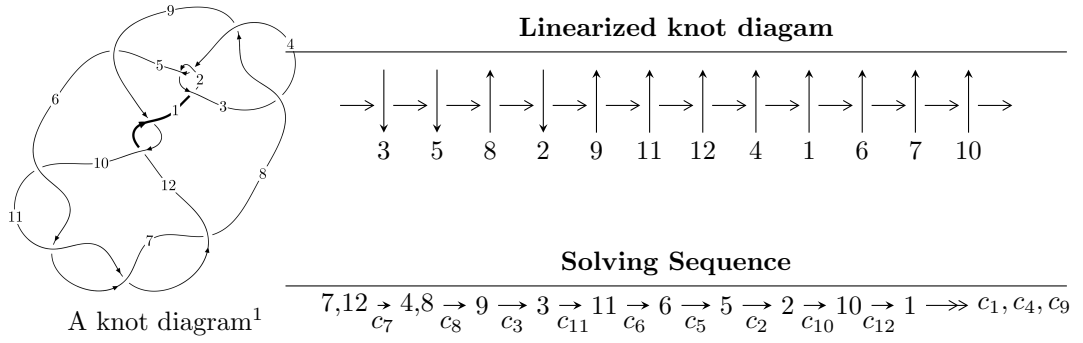 9
4
5
2
3
6
1
10
8
12
11
7
A knot diagram1
Linearized knot diagam
3 5 8 2 9 11 12 4 1 6 7 10
Solving Sequence
7,12 → 4,8 → 9 → 3 → 11 → 6 → 5 → 2 → 10 → 1 ↠ c1, c4, c9
c7 c8 c3 c11 c6 c5 c2 c10 c12